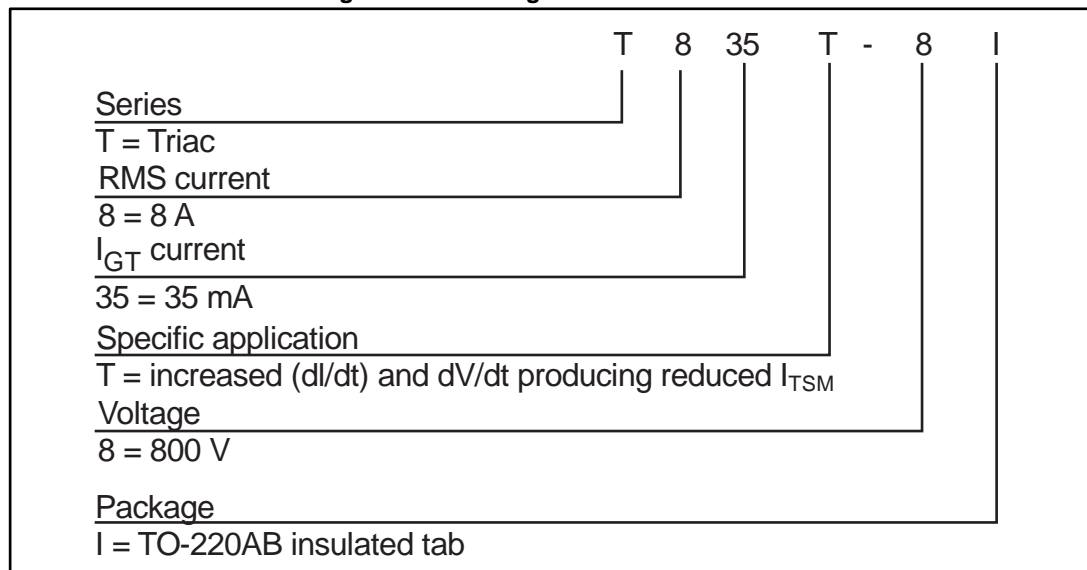 T 8 35 T - 8 I
Series
T = Triac
RMS current
8 = 8 A
IGT current
35 = 35 mA
Specific application
T = increased (dI/dt) and dV/dt producing reduced ITSM
Voltage
8 = 800 V
Package
I = TO-220AB insulated tab